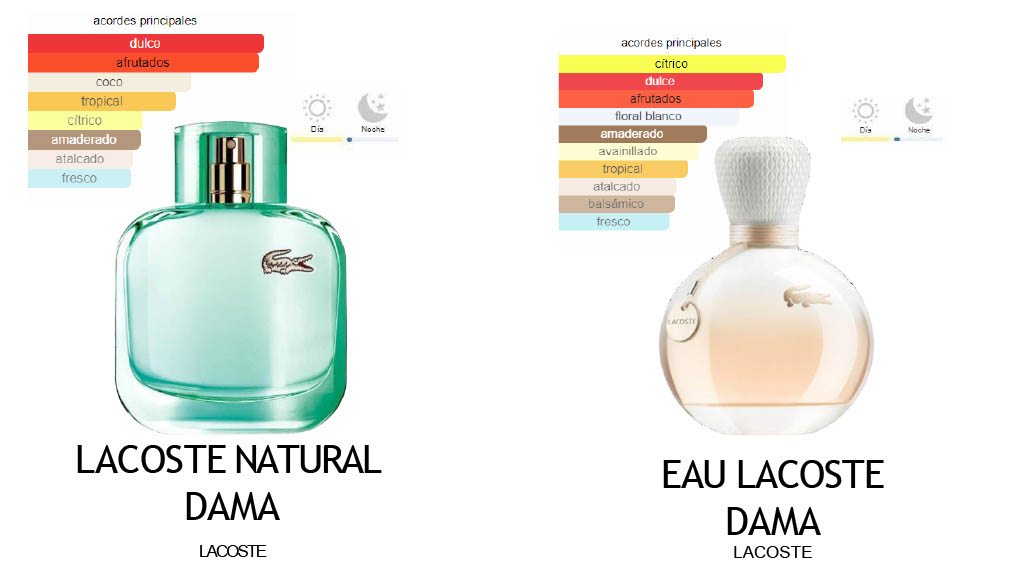 acordes principales
dulce
afrutados
coco
tropical
cítrico
amaderado
atalcado
fresco
Día
Noche
LACOSTE NATURAL
DAMA
LACOSTE
acordes principales
cítrico
dulce
afrutados
floral blanco
amaderado
avainillado
tropical
atalcado
balsámico
fresco
Día
Noche
LACOSTE
EAU LACOSTE
DAMA
LACOSTE